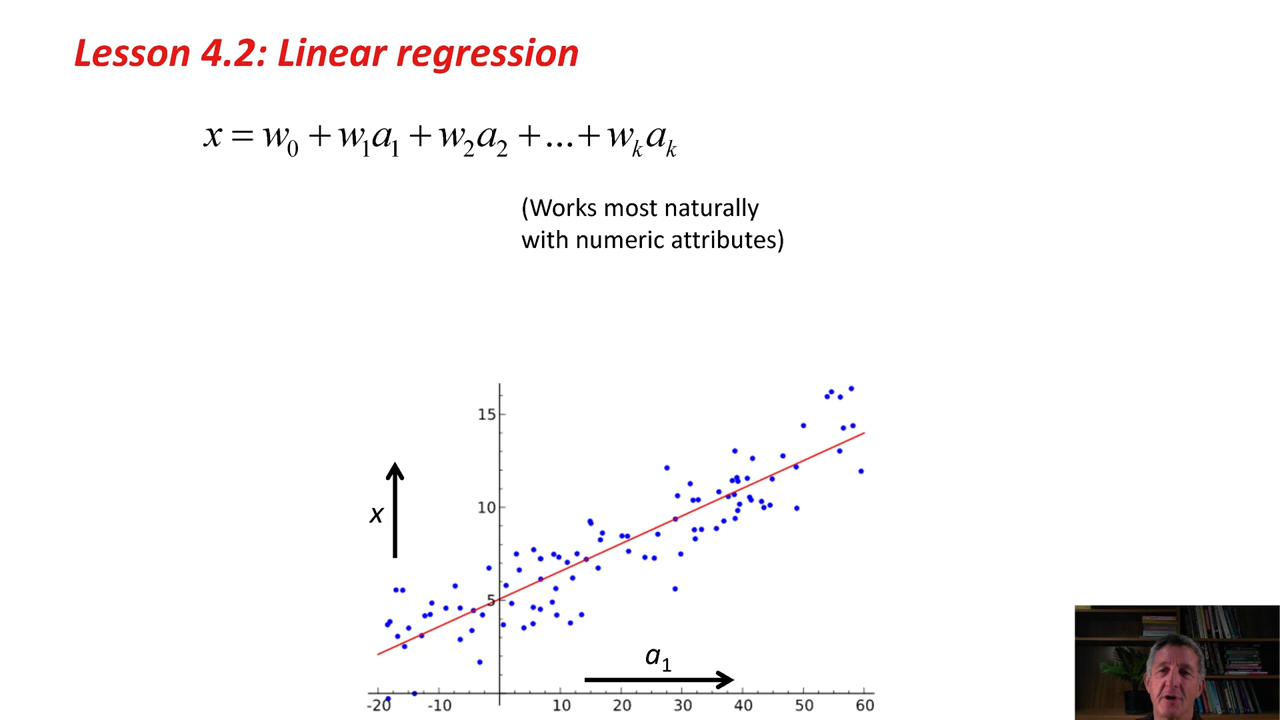 Lesson 4.2: Linear regression
x = w₀ + w₁a₁ + w₂a₂ + ... + wₖaₖ
(Works most naturally
with numeric attributes)
15
x
10
5
a₁
-20 -10 10 20 30 40 50 60